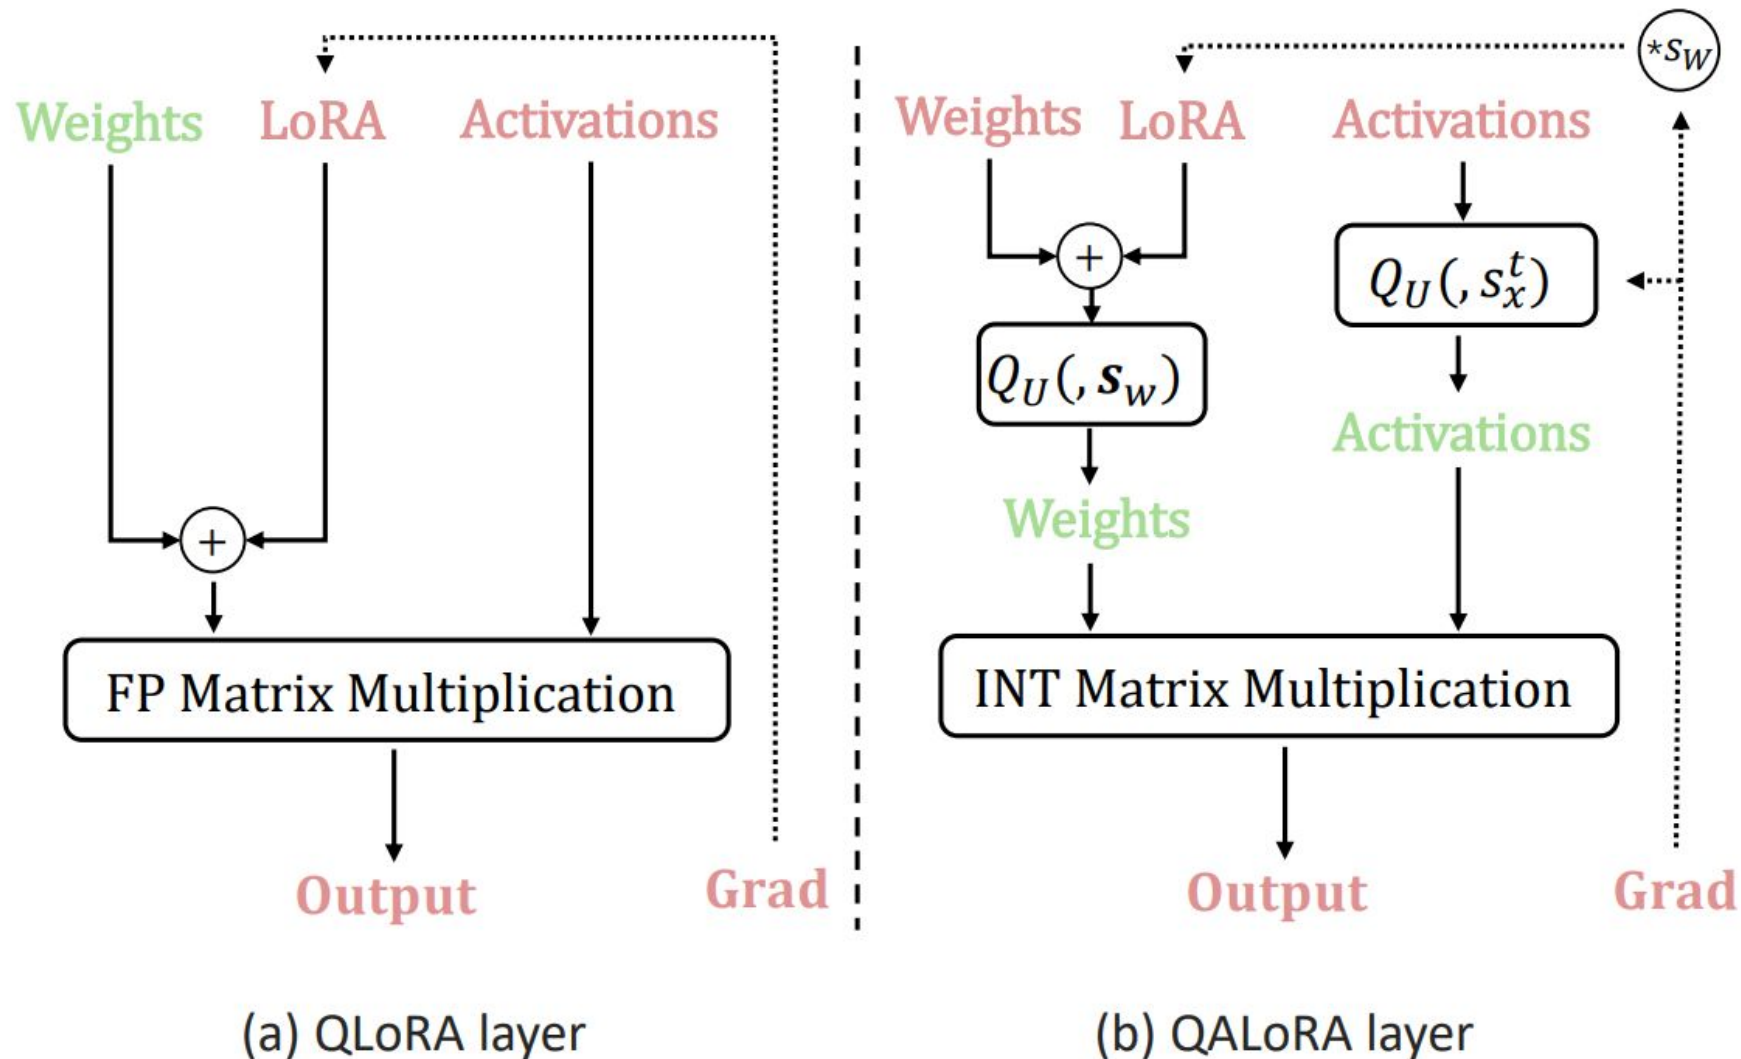 Weights LoRA Activations
+
FP Matrix Multiplication
Output Grad
(a) QLoRA layer
*s_W
Weights LoRA Activations
+
Q_U(, s_x^t)
Q_U(, s_w)
Activations
Weights
INT Matrix Multiplication
Output Grad
(b) QALoRA layer